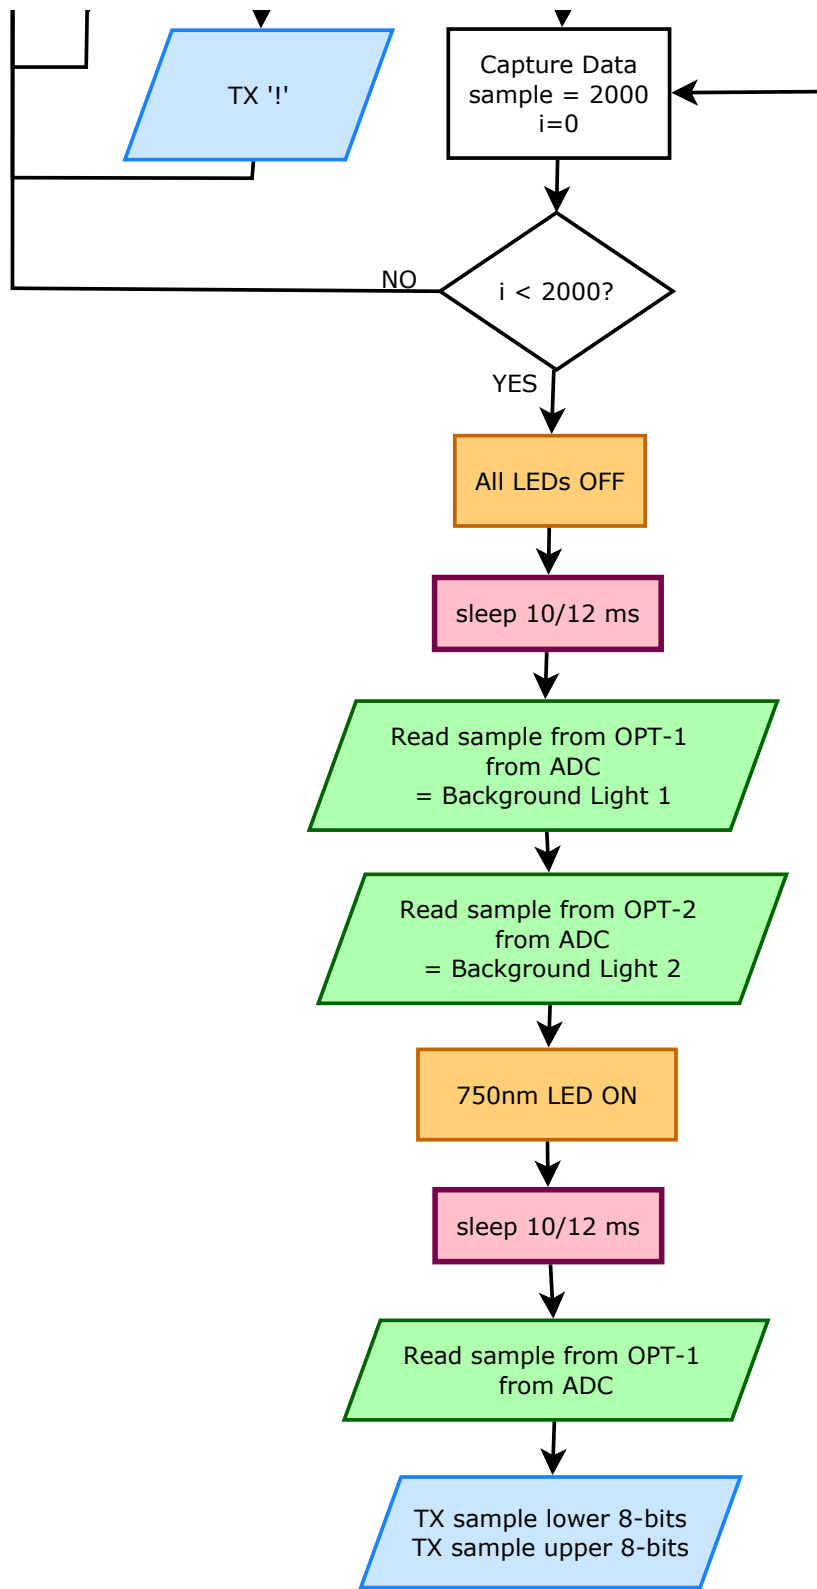 TX '!'
Capture Data
sample = 2000
i=0
NO
i < 2000?
YES
All LEDs OFF
sleep 10/12 ms
Read sample from OPT-1
from ADC
= Background Light 1
Read sample from OPT-2
from ADC
= Background Light 2
750nm LED ON
sleep 10/12 ms
Read sample from OPT-1
from ADC
TX sample lower 8-bits
TX sample upper 8-bits